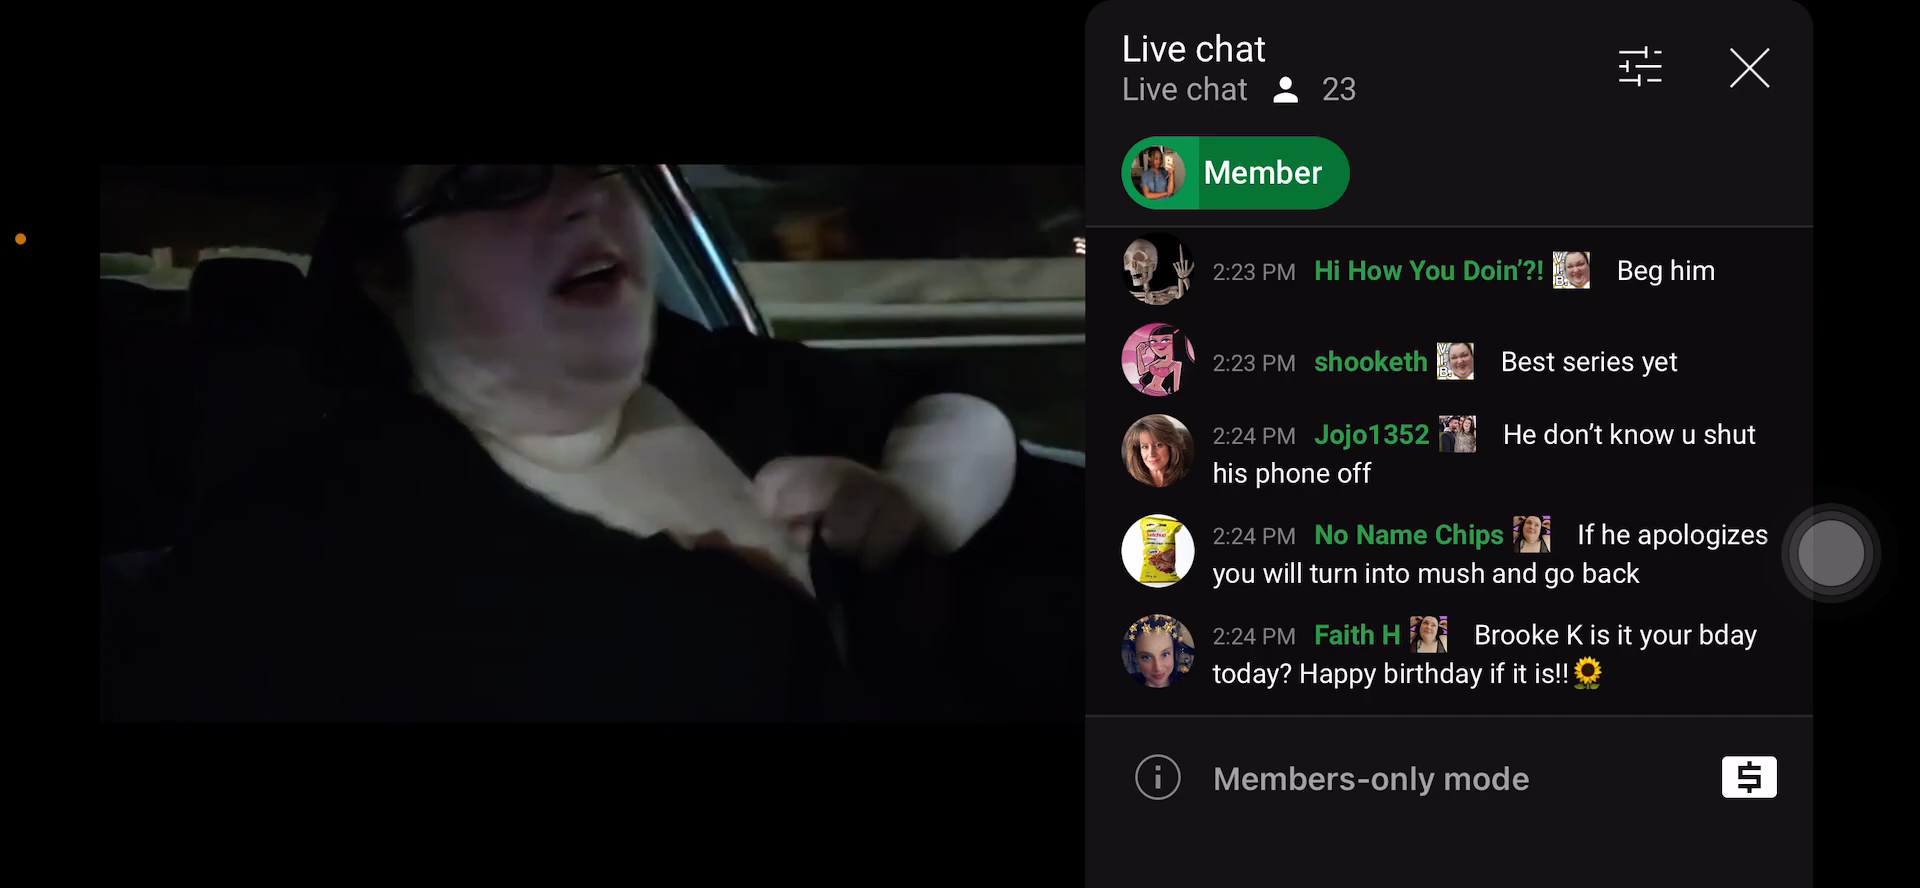 Live chat
Live chat 23
Member
2:23 PM Hi How You Doin’?! Beg him
2:23 PM shooketh Best series yet
2:24 PM Jojo1352 He don’t know u shut
his phone off
2:24 PM No Name Chips If he apologizes
you will turn into mush and go back
2:24 PM Faith H Brooke K is it your bday
today? Happy birthday if it is!!🌻
Members-only mode